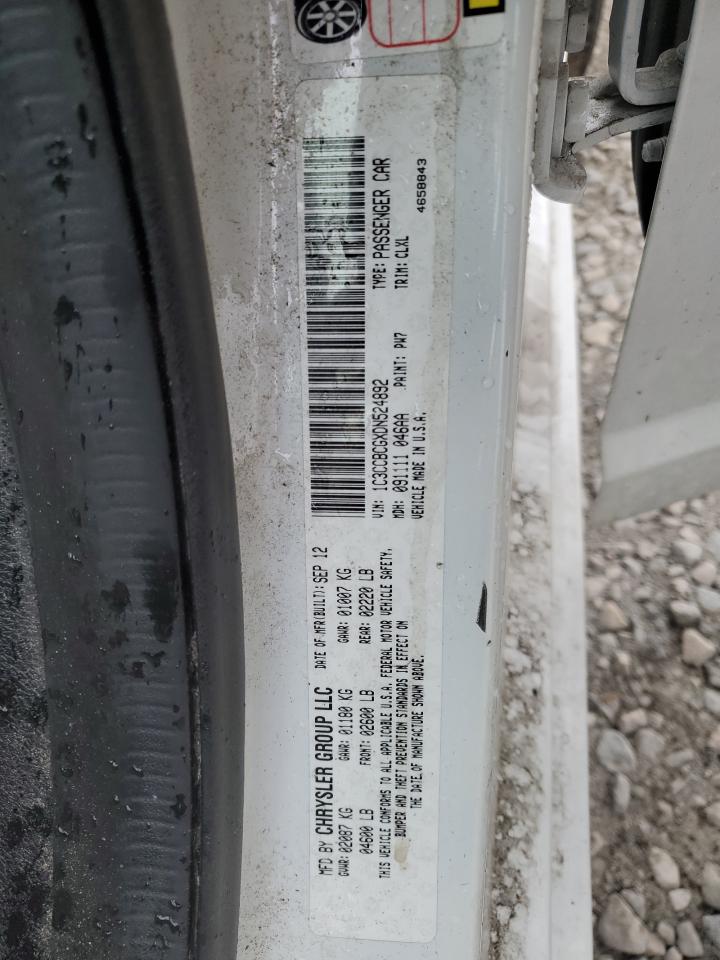 MFD BY CHRYSLER GROUP LLC DATE OF MFR(BUILT): SEP 12
GVWR: 02087 KG GAWR: 01180 KG GAWR: 01007 KG
04600 LB FRONT: 02600 LB REAR: 02220 LB
THIS VEHICLE CONFORMS TO ALL APPLICABLE U.S.A. FEDERAL MOTOR VEHICLE SAFETY,
BUMPER AND THEFT PREVENTION STANDARDS IN EFFECT ON
THE DATE OF MANUFACTURE SHOWN ABOVE.
VIN: 1C3CCBCGXDN524892 TYPE: PASSENGER CAR
MDH: 091111 046AA PAINT: PW7 TRIM: CLXL
VEHICLE MADE IN U.S.A. 4658843